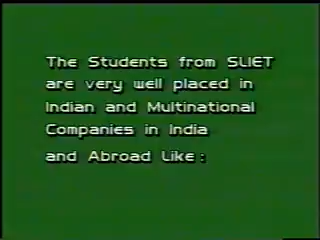 The Students from SLIET
are very well placed in
Indian and Multinational
Companies in India
and Abroad Like :